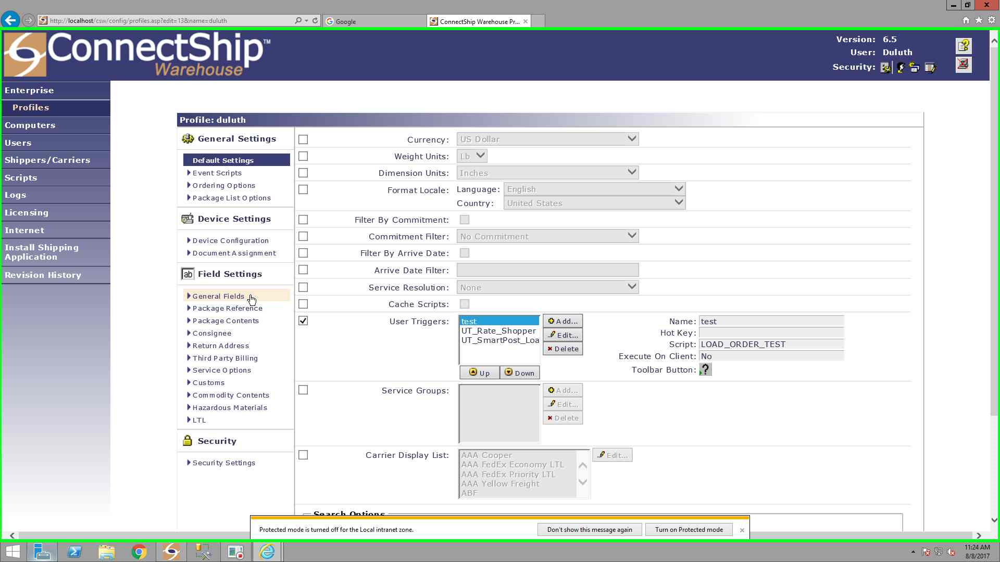 http://localhost/csw/config/profiles.asp?edit=13&name=duluth
Google
ConnectShip Warehouse Pr...
ConnectShip™
Warehouse
Version: 6.5
User: Duluth
Security:
Enterprise
Profiles
Computers
Users
Shippers/Carriers
Scripts
Logs
Licensing
Internet
Install Shipping
Application
Revision History
Profile: duluth
General Settings
Default Settings
Event Scripts
Ordering Options
Package List Options
Device Settings
Device Configuration
Document Assignment
ab
Field Settings
General Fields
Package Reference
Package Contents
Consignee
Return Address
Third Party Billing
Service Options
Customs
Commodity Contents
Hazardous Materials
LTL
Security
Security Settings
Currency: US Dollar
Weight Units: Lb
Dimension Units: Inches
Format Locale: Language: English
Country: United States
Filter By Commitment:
Commitment Filter: No Commitment
Filter By Arrive Date:
Arrive Date Filter:
Service Resolution: None
Cache Scripts:
User Triggers:
test
UT_Rate_Shopper
UT_SmartPost_Loa
Add...
Edit...
Delete
Up
Down
Name: test
Hot Key:
Script: LOAD_ORDER_TEST
Execute On Client: No
Toolbar Button: ?
Service Groups:
Add...
Edit...
Delete
Carrier Display List:
AAA Cooper
AAA FedEx Economy LTL
AAA FedEx Priority LTL
AAA Yellow Freight
ABF
Edit...
Search Options
Protected mode is turned off for the Local intranet zone.
Don't show this message again
Turn on Protected mode
11:24 AM
8/8/2017